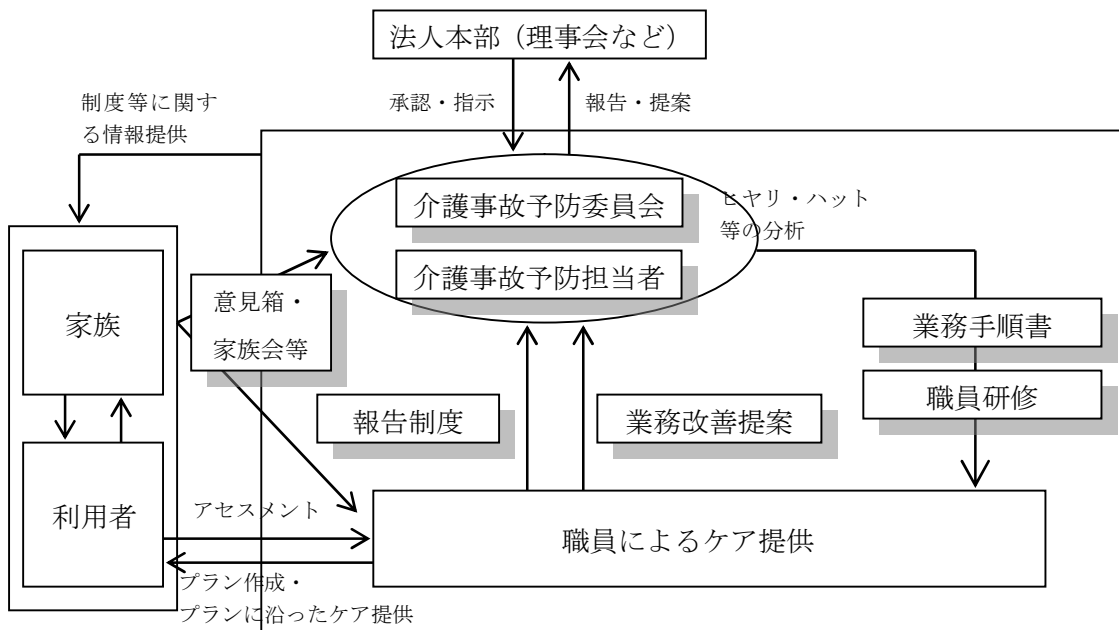 法人本部（理事会など）
制度等に関す
る情報提供
承認・指示
報告・提案
介護事故予防委員会
ヒヤリ・ハット
等の分析
介護事故予防担当者
意見箱・
家族会等
家族
業務手順書
職員研修
報告制度
業務改善提案
利用者
アセスメント
職員によるケア提供
プラン作成・
プランに沿ったケア提供